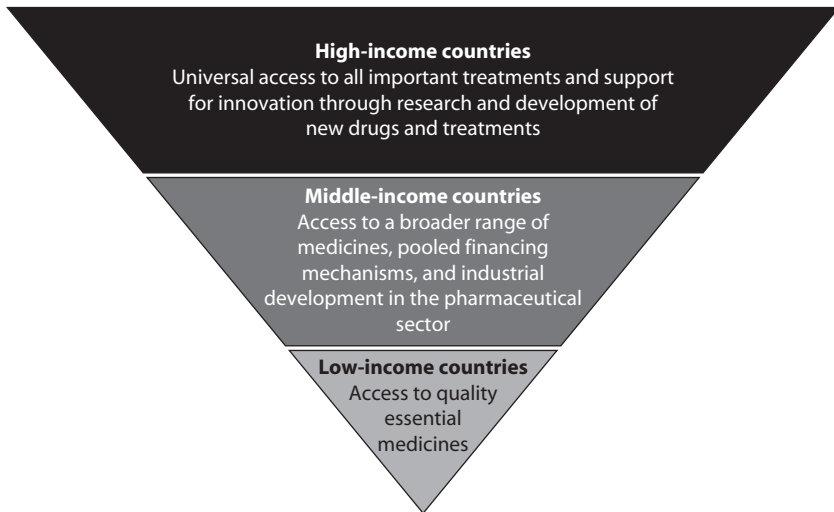 High-income countries
Universal access to all important treatments and support
for innovation through research and development of
new drugs and treatments
Middle-income countries
Access to a broader range of
medicines, pooled financing
mechanisms, and industrial
development in the pharmaceutical
sector
Low-income countries
Access to quality
essential
medicines